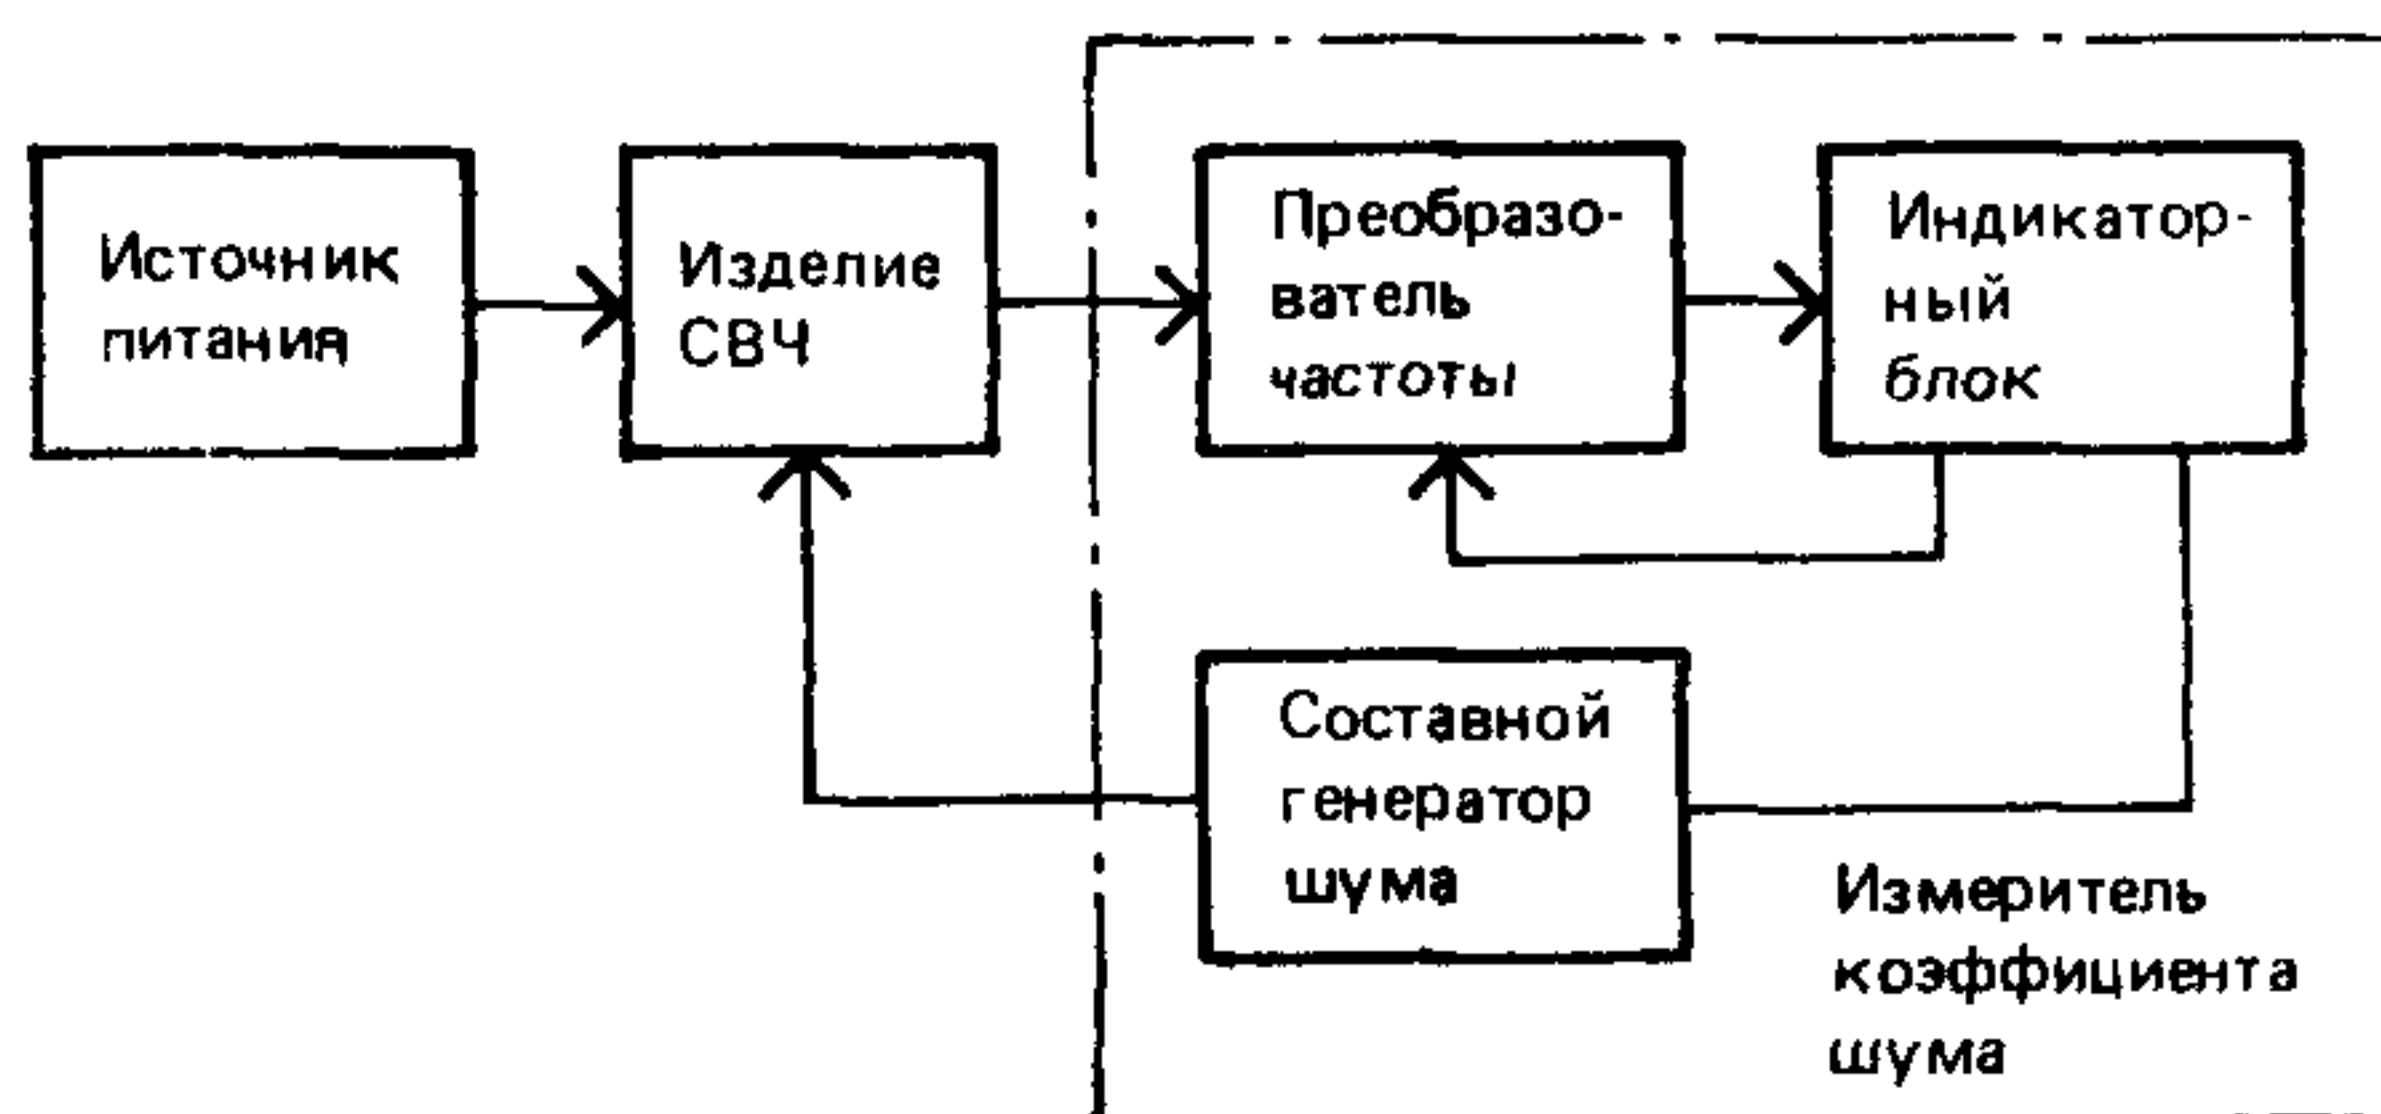 Источник
питания
Изделие
СВЧ
Преобразо-
ватель
частоты
Индикатор-
ный
блок
Составной
генератор
шума
Измеритель
коэффициента
шума